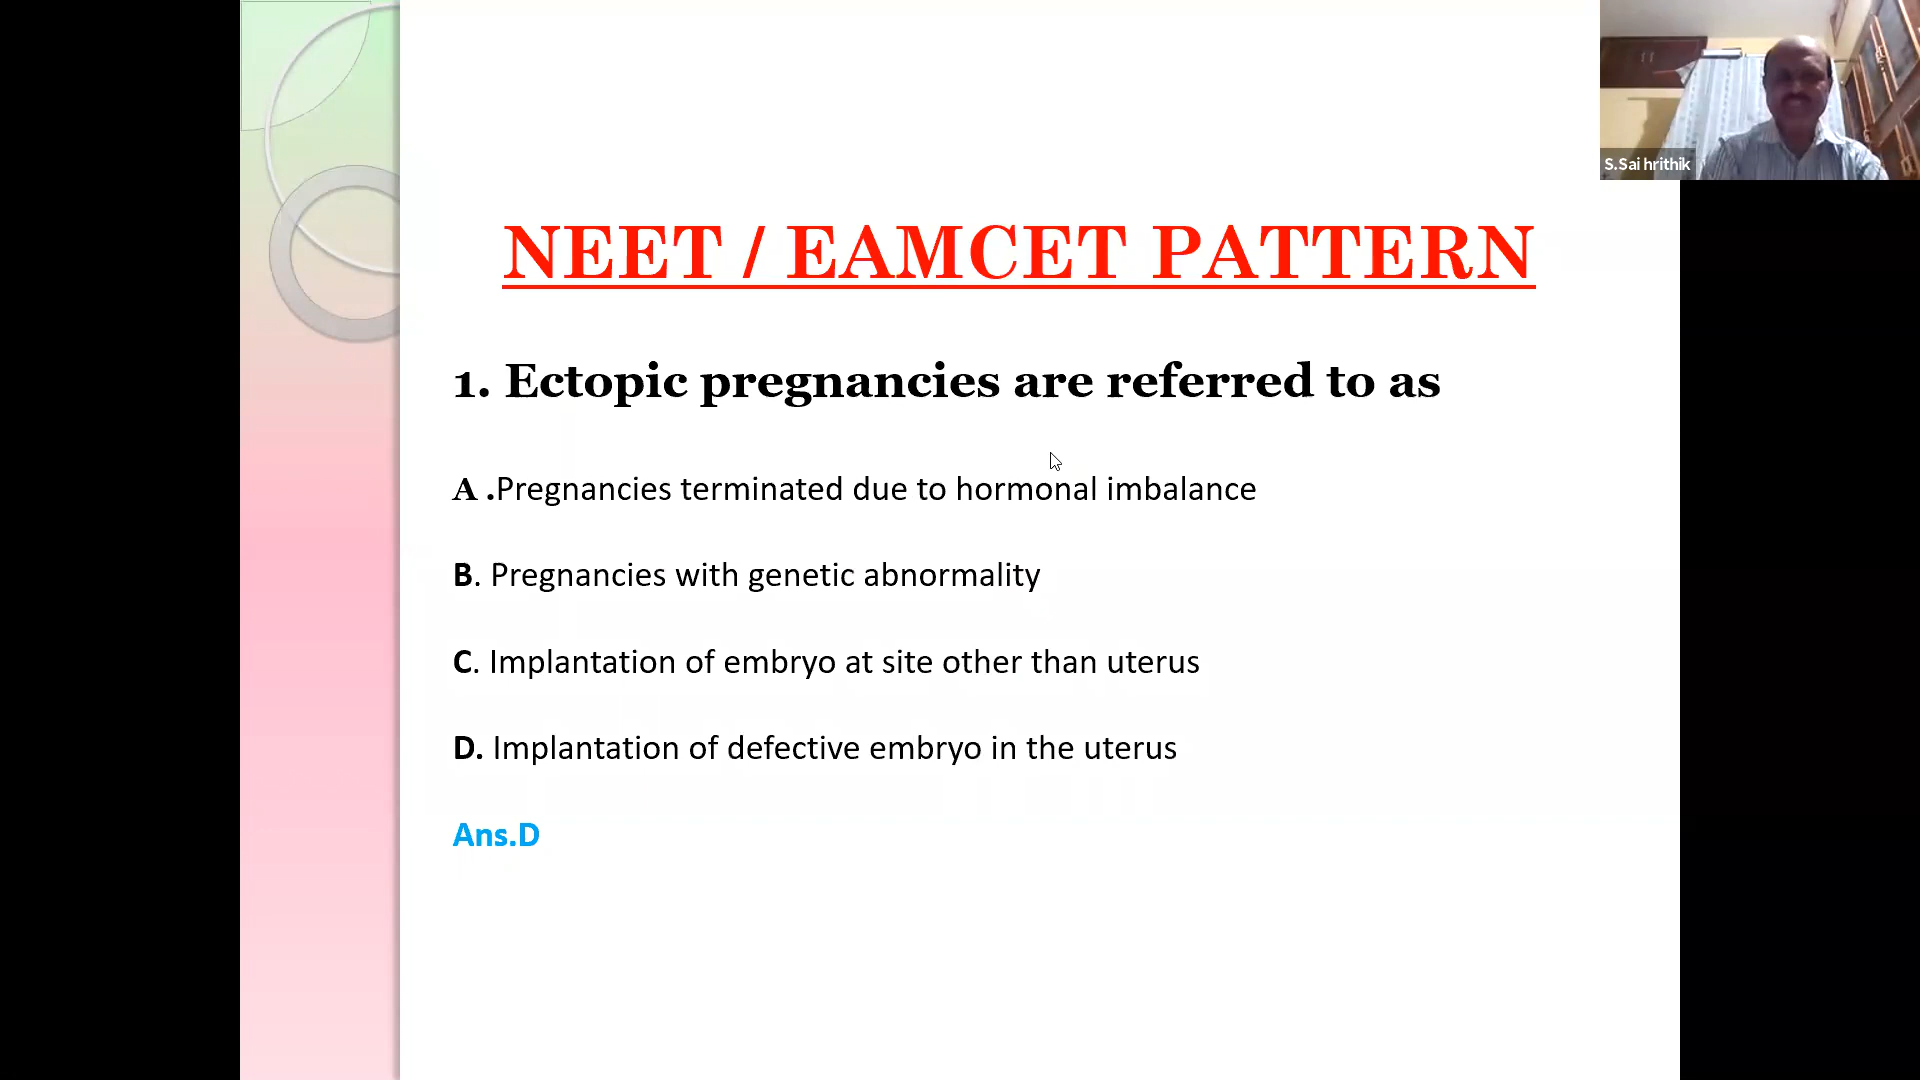 S.Sai hrithik
NEET / EAMCET PATTERN
1. Ectopic pregnancies are referred to as
A .Pregnancies terminated due to hormonal imbalance
B. Pregnancies with genetic abnormality
C. Implantation of embryo at site other than uterus
D. Implantation of defective embryo in the uterus
Ans.D